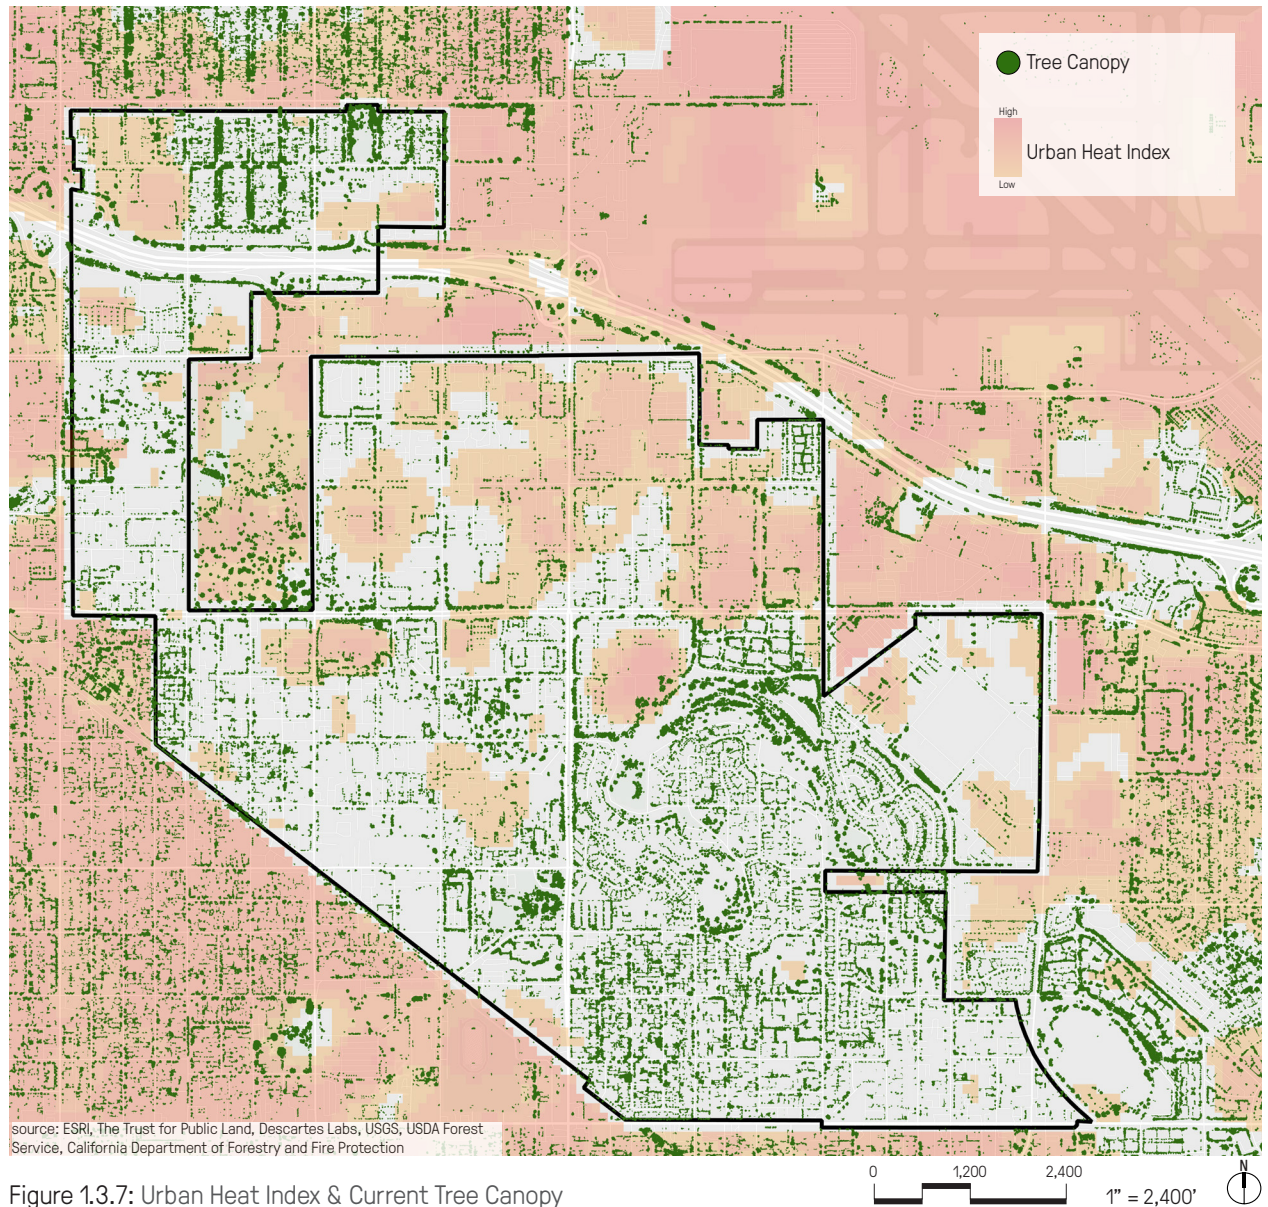 Tree Canopy
High
Urban Heat Index
Low
source: ESRI, The Trust for Public Land, Descartes Labs, USGS, USDA Forest
Service, California Department of Forestry and Fire Protection
Figure 1.3.7: Urban Heat Index & Current Tree Canopy
0 1,200 2,400
1” = 2,400’
N